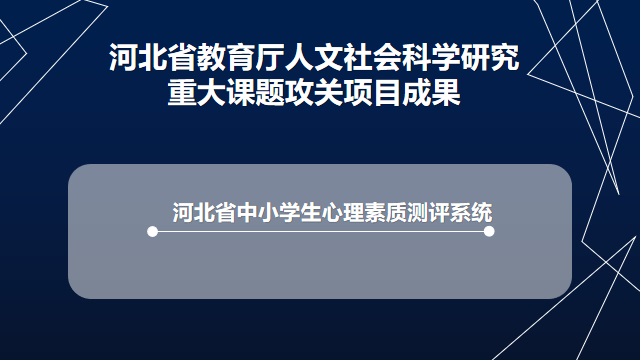 河北省教育厅人文社会科学研究
重大课题攻关项目成果
河北省中小学生心理素质测评系统